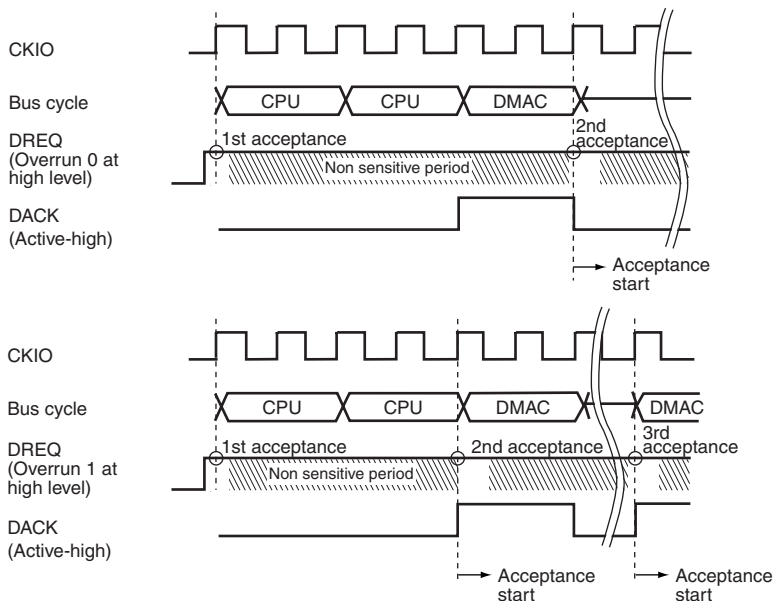 CKIO
Bus cycle
CPU
CPU
DMAC
DREQ
(Overrun 0 at
high level)
1st acceptance
2nd
acceptance
Non sensitive period
DACK
(Active-high)
Acceptance
start
CKIO
Bus cycle
CPU
CPU
DMAC
DMAC
DREQ
(Overrun 1 at
high level)
1st acceptance
2nd acceptance
3rd
acceptance
Non sensitive period
DACK
(Active-high)
Acceptance
start
Acceptance
start